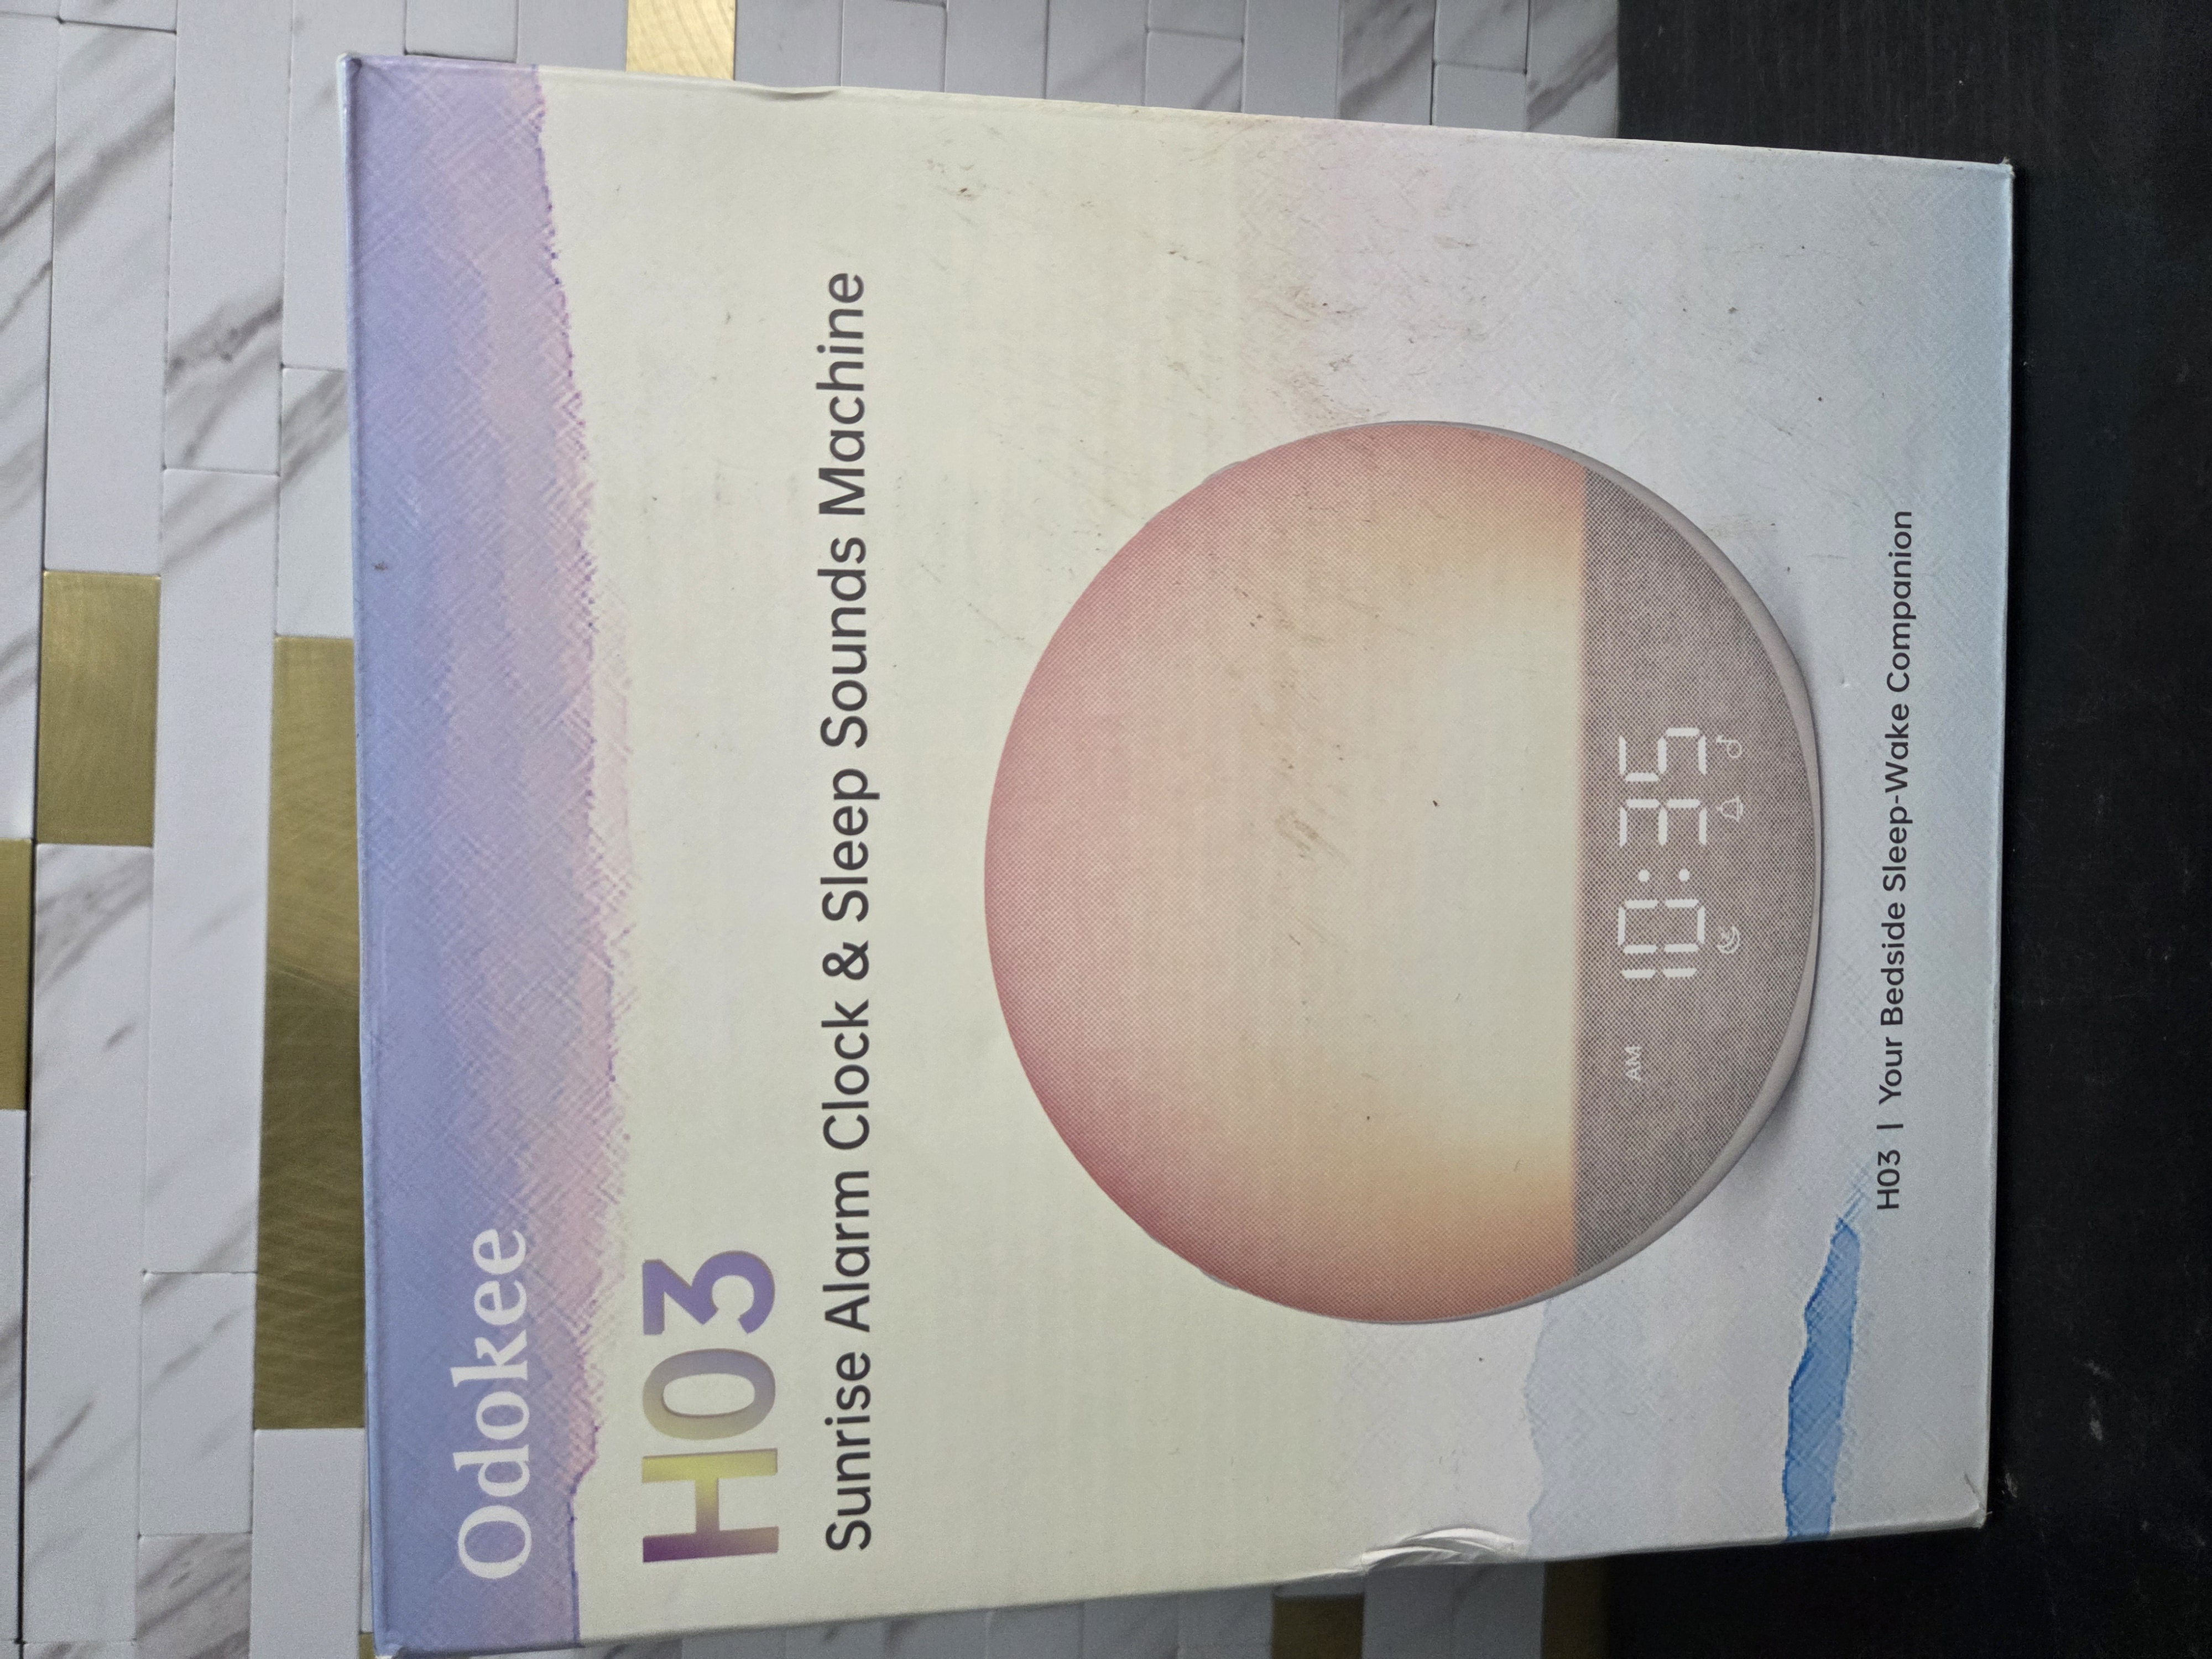 Odokee
H03
Sunrise Alarm Clock & Sleep Sounds Machine
AM
10:35
H03 | Your Bedside Sleep-Wake Companion